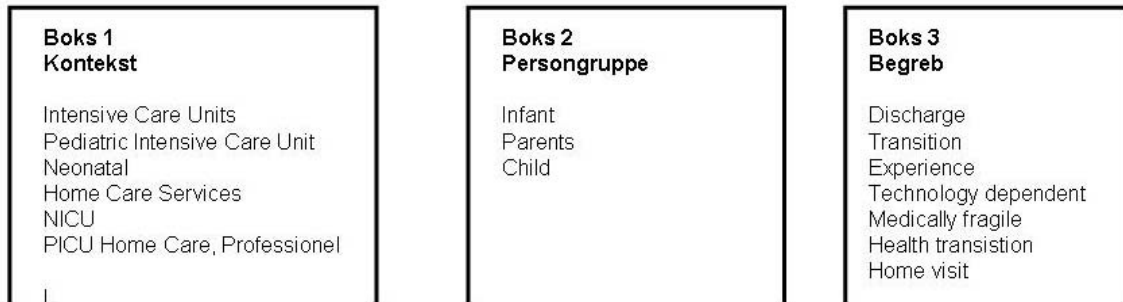 Boks 1
Kontekst
Intensive Care Units
Pediatric Intensive Care Unit
Neonatal
Home Care Services
NICU
PICU Home Care, Professionel
Boks 2
Persongruppe
Infant
Parents
Child
Boks 3
Begreb
Discharge
Transition
Experience
Technology dependent
Medically fragile
Health transistion
Home visit